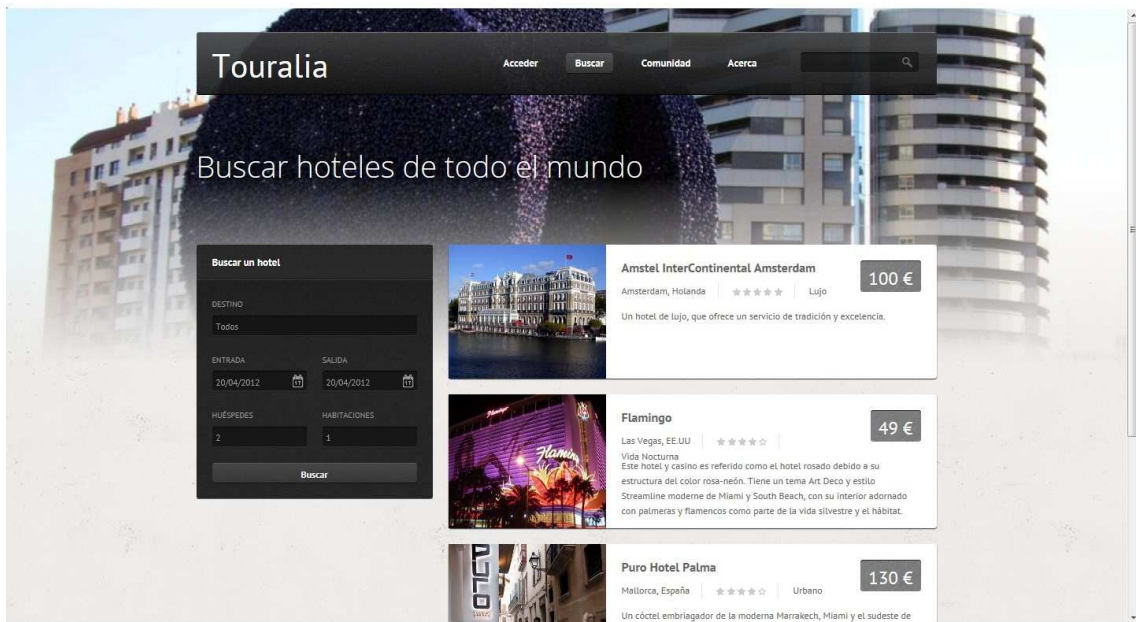 Touralia
Acceder
Buscar
Comunidad
Acerca
Buscar hoteles de todo el mundo
Buscar un hotel
DESTINO
Todos
ENTRADA
SALIDA
20/04/2012
17
20/04/2012
17
HUÉSPEDES
HABITACIONES
2
1
Buscar
Amstel InterContinental Amsterdam
100 €
Amsterdam, Holanda
Lujo
Un hotel de lujo, que ofrece un servicio de tradición y excelencia.
Flamingo
49 €
Las Vegas, EE.UU
Vida Nocturna
Este hotel y casino es referido como el hotel rosado debido a su
estructura del color rosa-neón. Tiene un tema Art Deco y estilo
Streamline moderne de Miami y South Beach, con su interior adornado
con palmeras y flamencos como parte de la vida silvestre y el hábitat.
Flamingo
Puro Hotel Palma
130 €
Mallorca, España
Urbano
Un cóctel embriagador de la moderna Marrakech, Miami y el sudeste de